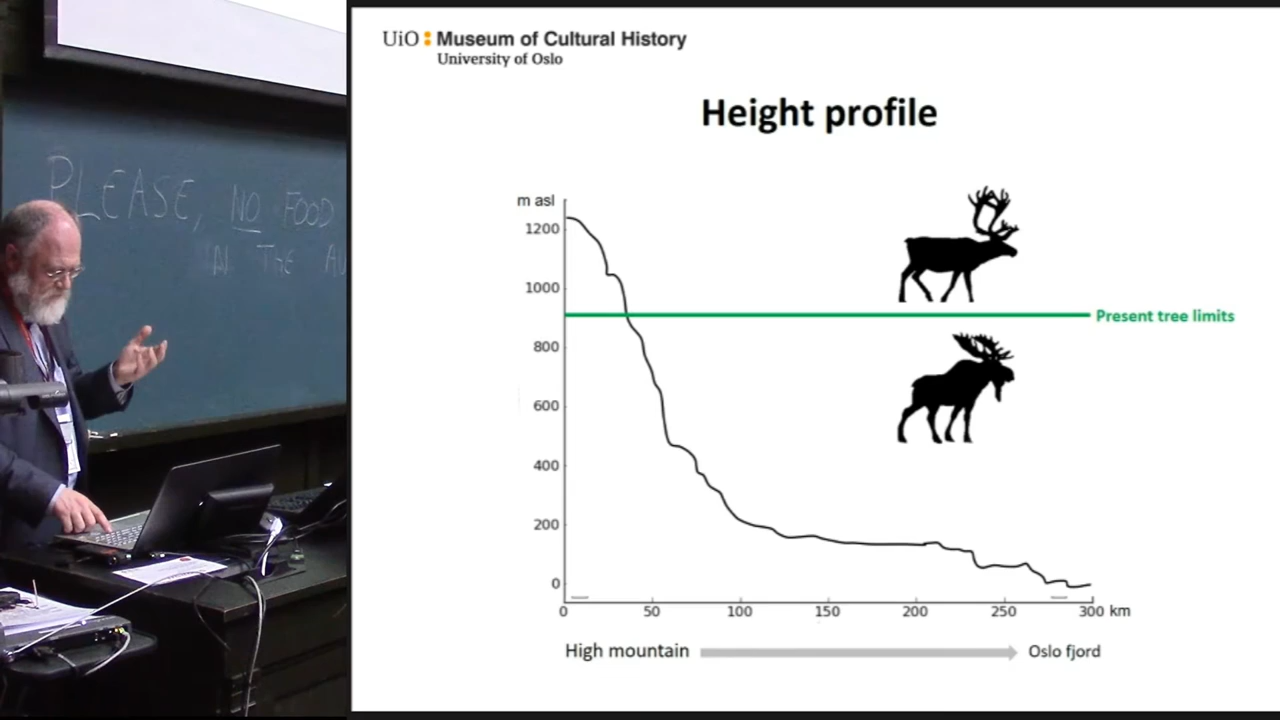 PLEASE, NO FOOD
IN THE
UiO : Museum of Cultural History
University of Oslo
Height profile
m asl
1200
1000
800
600
400
200
0
Present tree limits
0 50 100 150 200 250 300 km
High mountain
Oslo fjord